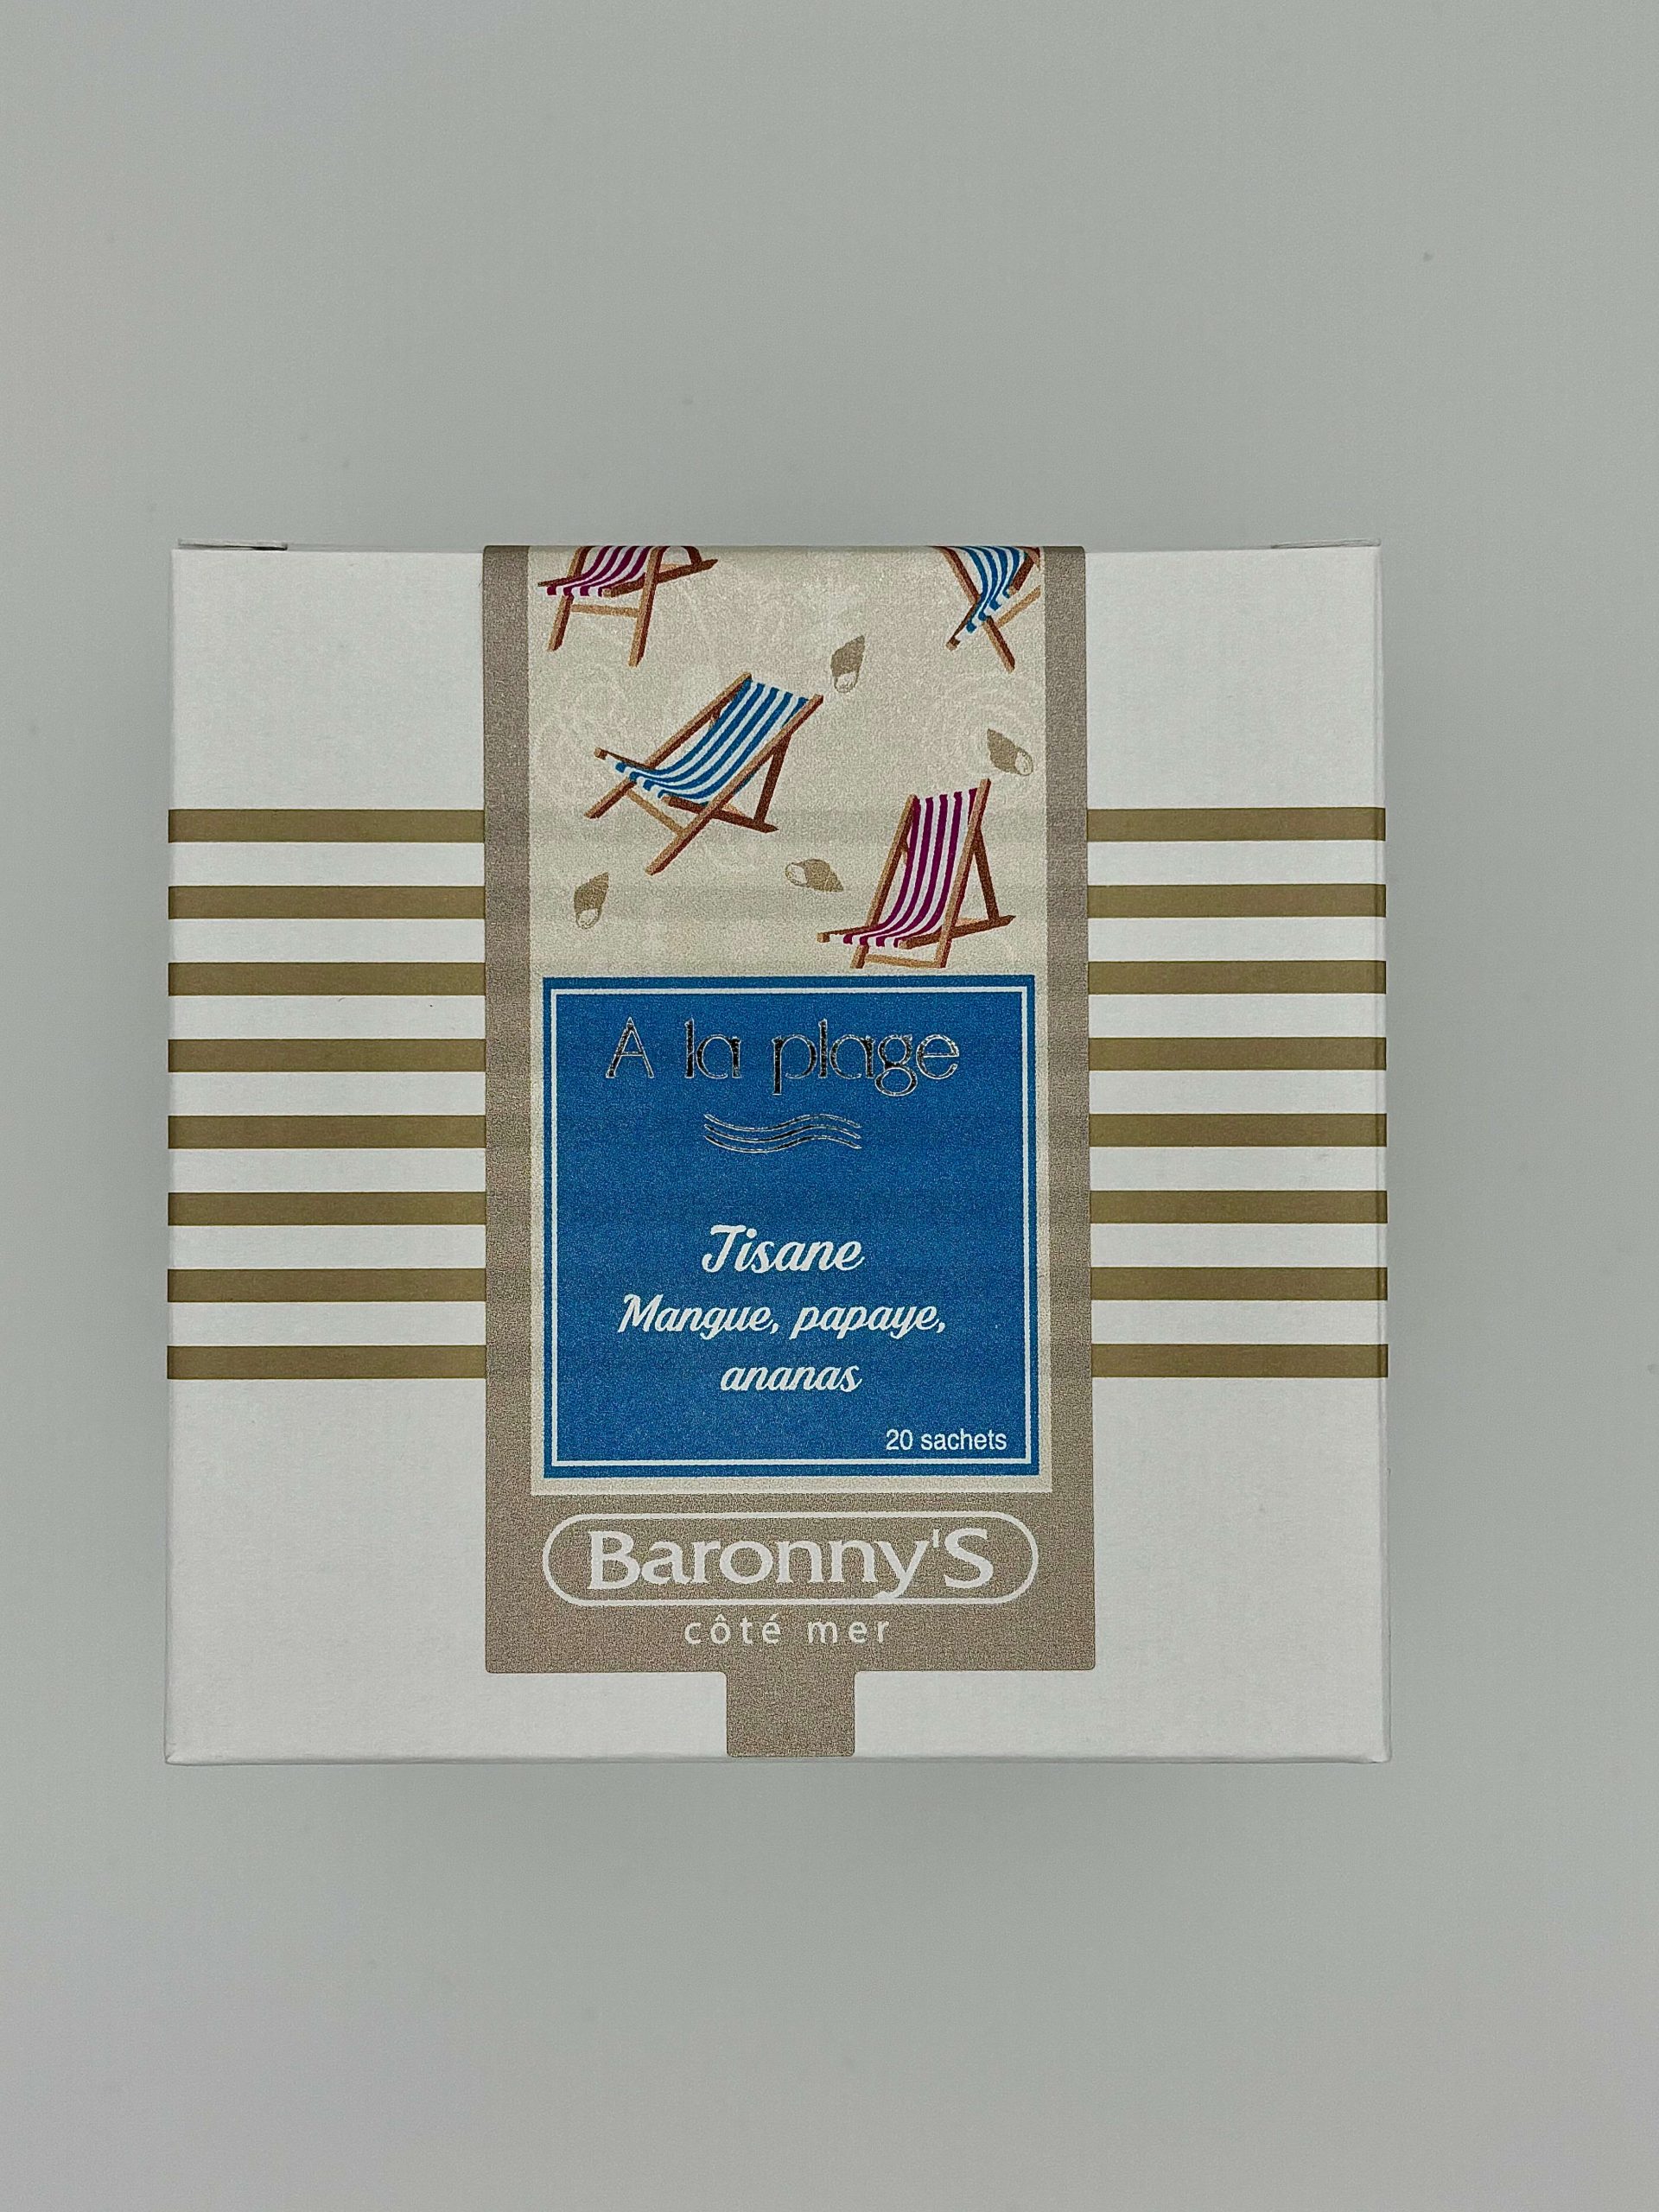 A la plage
Tisane
Mangue, papaye,
ananas
20 sachets
Baronny'S
côté mer